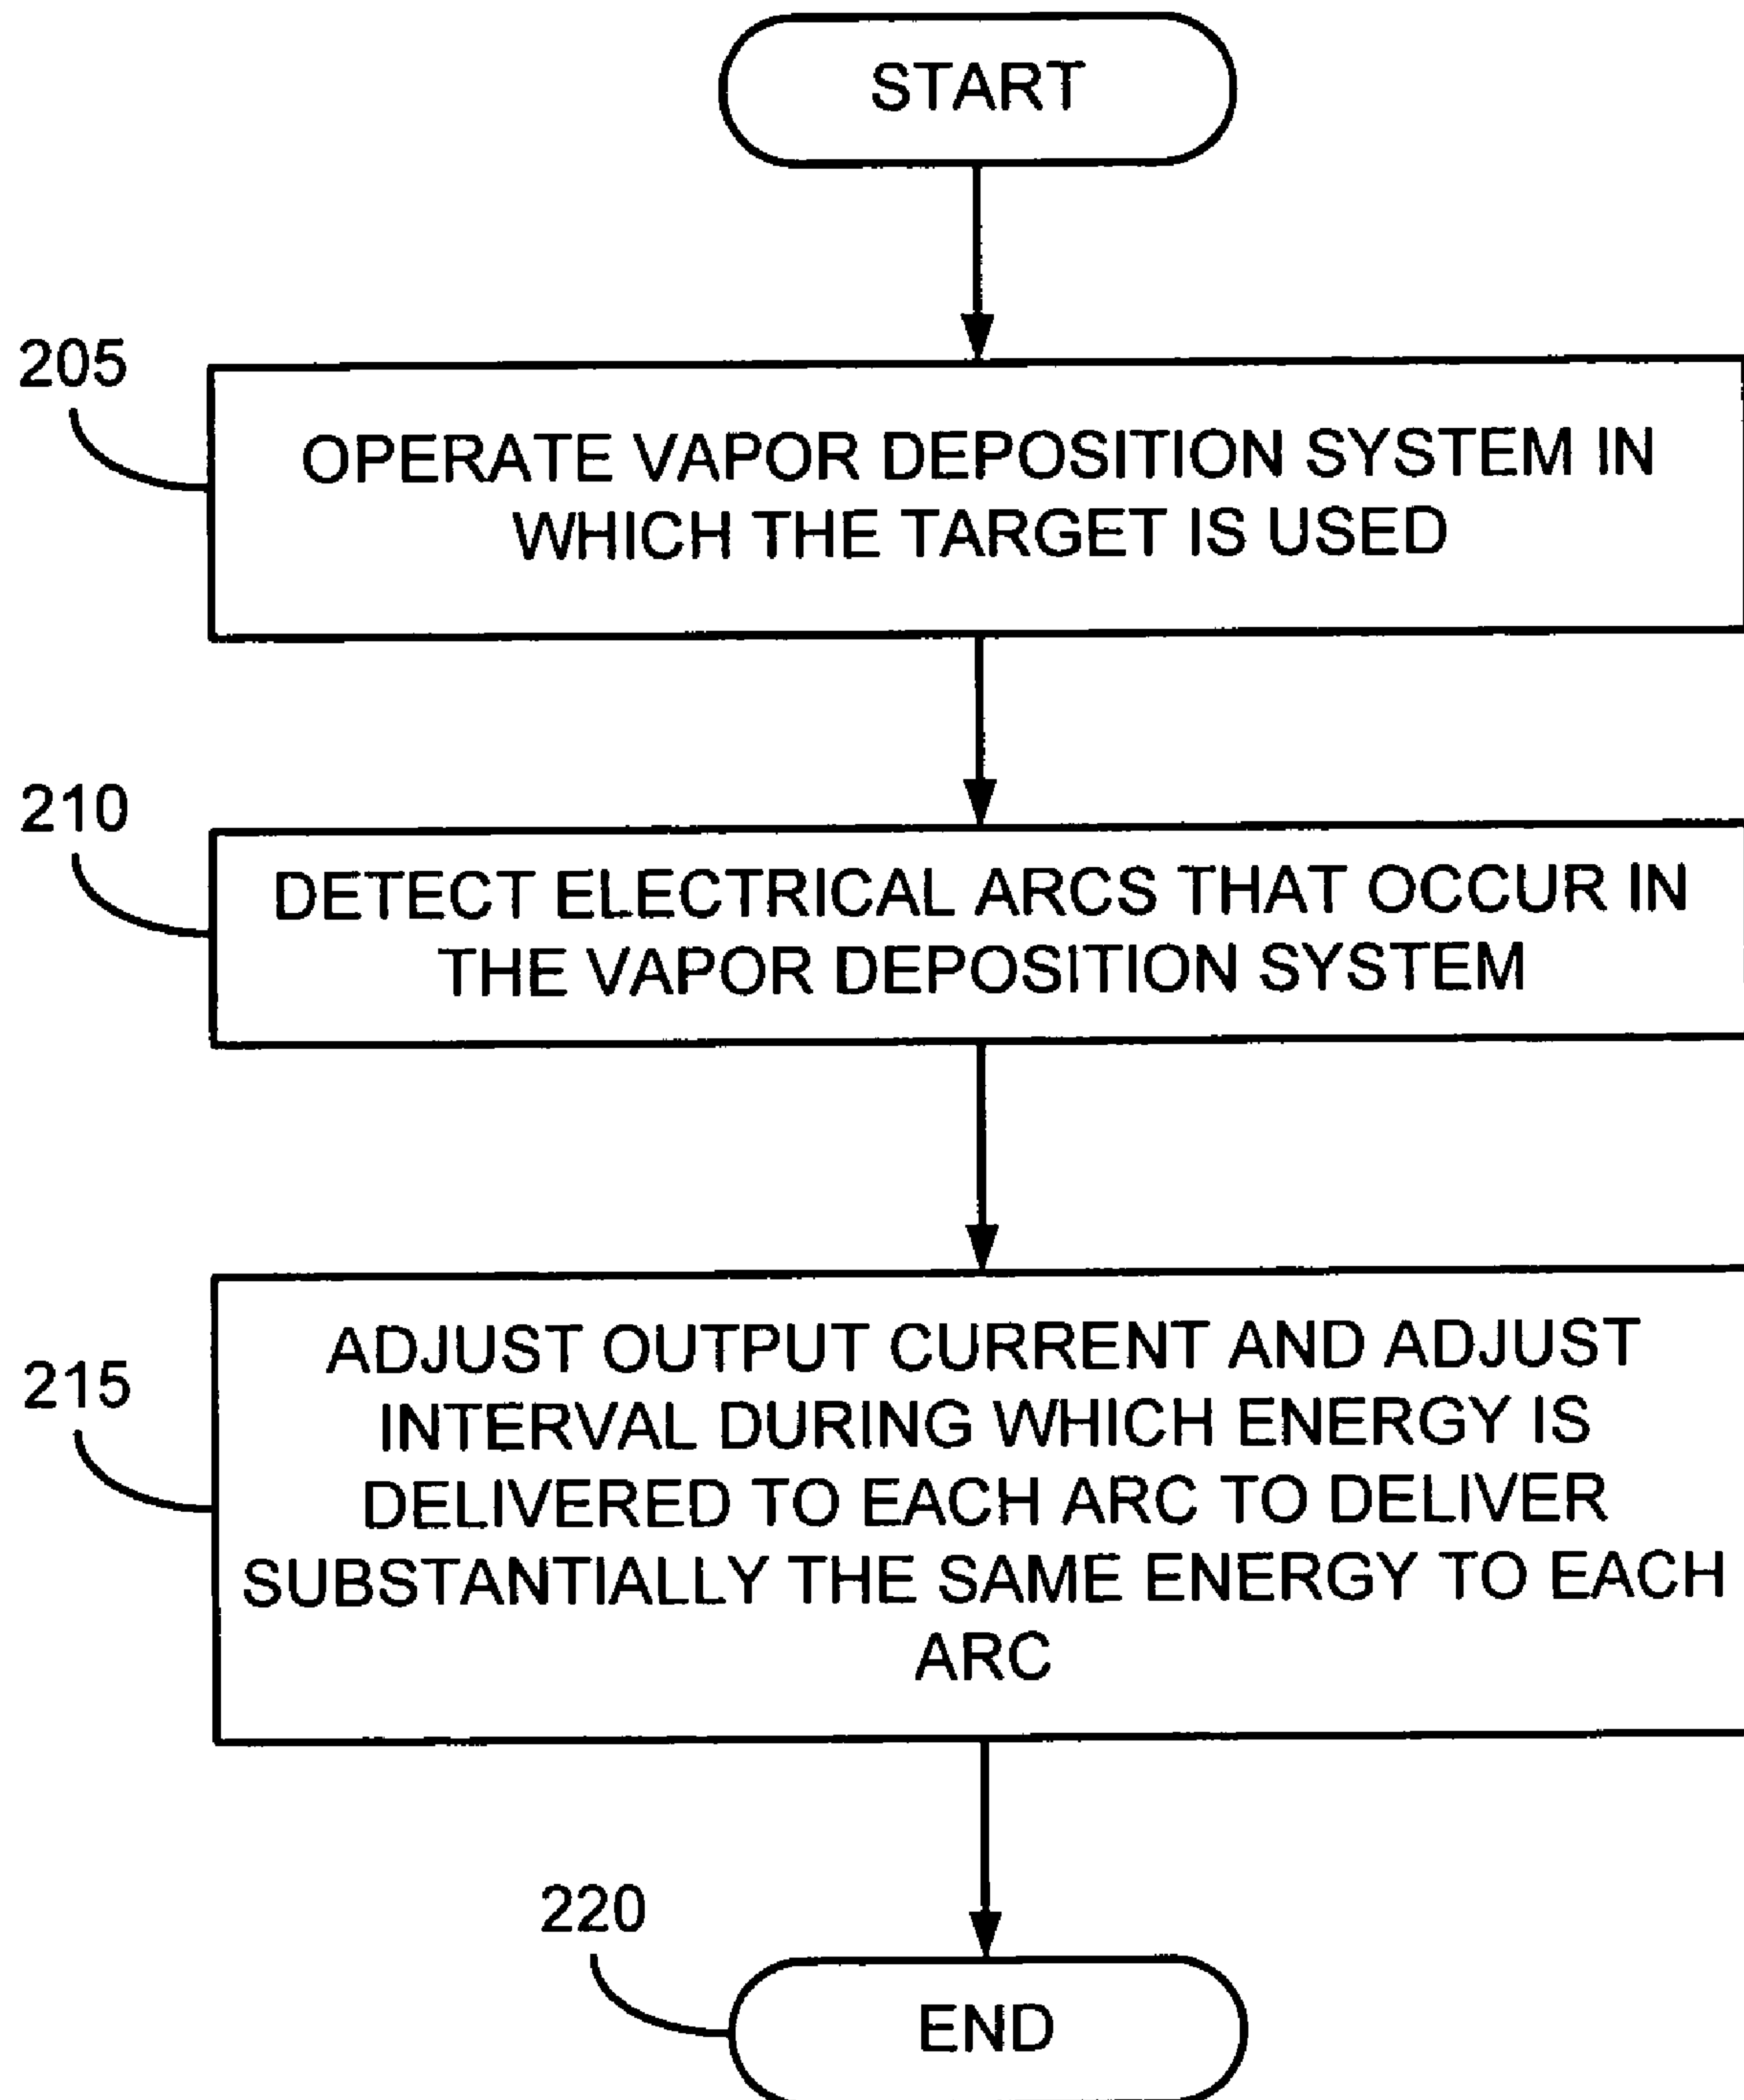 START
205
OPERATE VAPOR DEPOSITION SYSTEM IN
WHICH THE TARGET IS USED
210
DETECT ELECTRICAL ARCS THAT OCCUR IN
THE VAPOR DEPOSITION SYSTEM
215
ADJUST OUTPUT CURRENT AND ADJUST
INTERVAL DURING WHICH ENERGY IS
DELIVERED TO EACH ARC TO DELIVER
SUBSTANTIALLY THE SAME ENERGY TO EACH
ARC
220
END